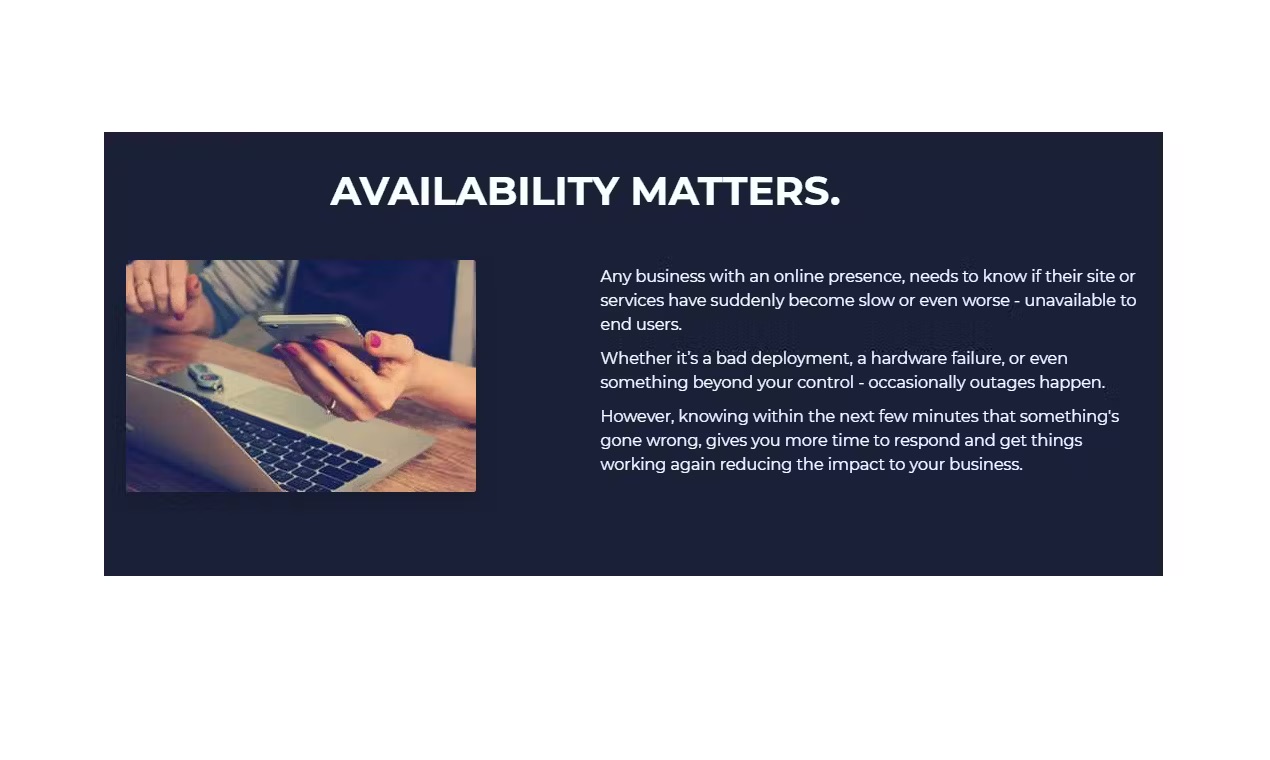 AVAILABILITY MATTERS.
Any business with an online presence, needs to know if their site or
services have suddenly become slow or even worse - unavailable to
end users.
Whether it's a bad deployment, a hardware failure, or even
something beyond your control - occasionally outages happen.
However, knowing within the next few minutes that something's
gone wrong, gives you more time to respond and get things
working again reducing the impact to your business.